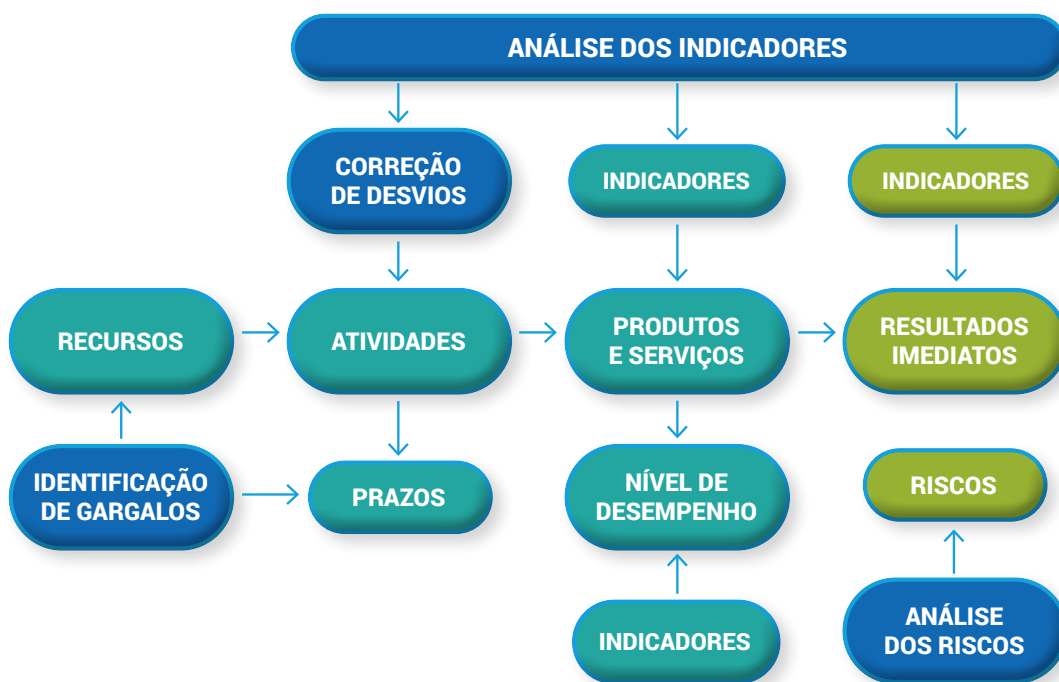 ANÁLISE DOS INDICADORES
CORREÇÃO
DE DESVIOS
INDICADORES
INDICADORES
RECURSOS
ATIVIDADES
PRODUTOS
E SERVIÇOS
RESULTADOS
IMEDIATOS
IDENTIFICAÇÃO
DE GARGALOS
PRAZOS
NÍVEL DE
DESEMPENHO
RISCOS
INDICADORES
ANÁLISE
DOS RISCOS